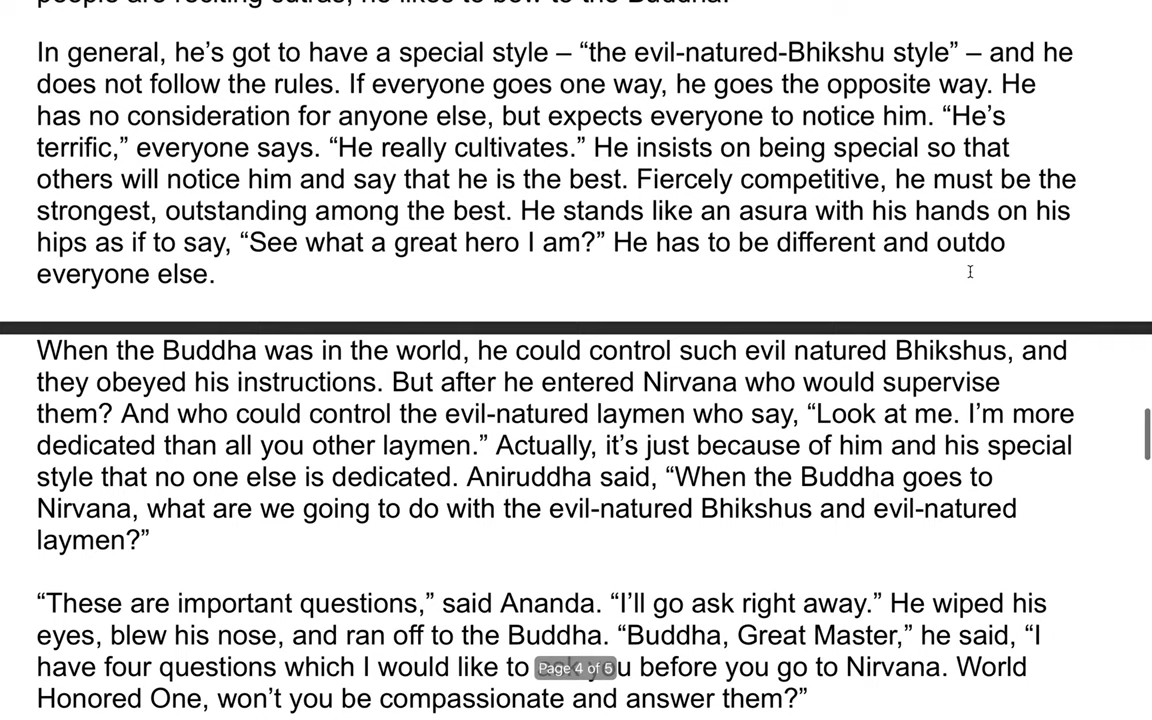 In general, he's got to have a special style – “the evil-natured-Bhikshu style” – and he
does not follow the rules. If everyone goes one way, he goes the opposite way. He
has no consideration for anyone else, but expects everyone to notice him. “He's
terrific,” everyone says. “He really cultivates.” He insists on being special so that
others will notice him and say that he is the best. Fiercely competitive, he must be the
strongest, outstanding among the best. He stands like an asura with his hands on his
hips as if to say, “See what a great hero I am?” He has to be different and outdo
everyone else.
When the Buddha was in the world, he could control such evil natured Bhikshus, and
they obeyed his instructions. But after he entered Nirvana who would supervise
them? And who could control the evil-natured laymen who say, “Look at me. I'm more
dedicated than all you other laymen.” Actually, it's just because of him and his special
style that no one else is dedicated. Aniruddha said, “When the Buddha goes to
Nirvana, what are we going to do with the evil-natured Bhikshus and evil-natured
laymen?”
“These are important questions,” said Ananda. “I'll go ask right away.” He wiped his
eyes, blew his nose, and ran off to the Buddha. “Buddha, Great Master,” he said, “I
have four questions which I would like to you before you go to Nirvana. World
Page 4 of 5
Honored One, won't you be compassionate and answer them?”